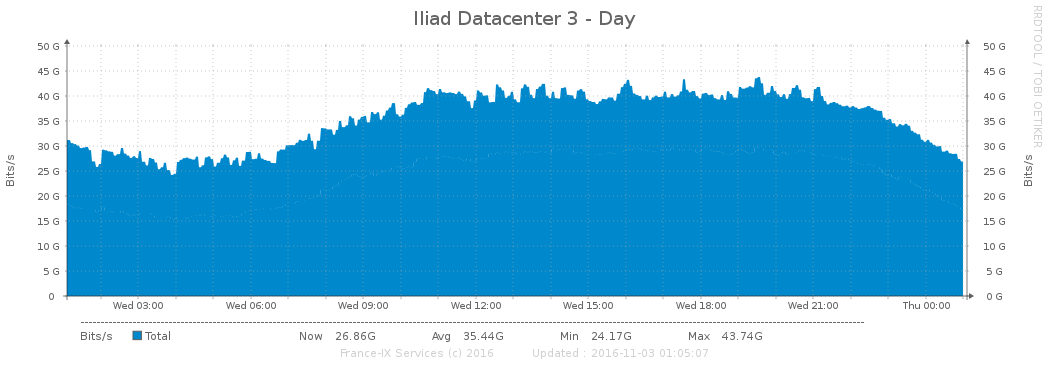 Iliad Datacenter 3 - Day
RRDTOOL / TOBI OETIKER
50 G 50 G
45 G 45 G
40 G 40 G
35 G 35 G
30 G 30 G
25 G 25 G
20 G 20 G
15 G 15 G
10 G 10 G
5 G 5 G
0 0 G
Bits/s
Bits/s
Wed 03:00 Wed 06:00 Wed 09:00 Wed 12:00 Wed 15:00 Wed 18:00 Wed 21:00 Thu 00:00
Bits/s Total Now 26.86G Avg 35.44G Min 24.17G Max 43.74G
France-IX Services (c) 2016 Updated : 2016-11-03 01:05:07